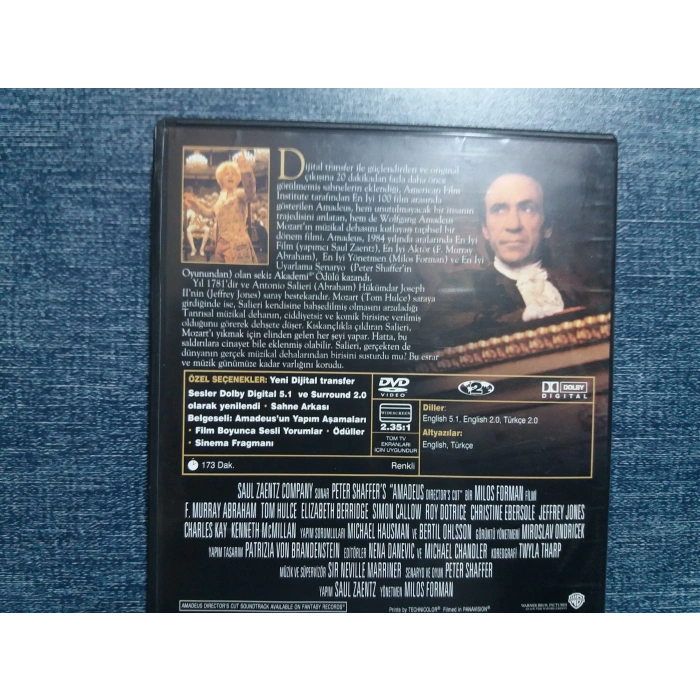 Dijital transfer ile güçlendirilen ve original
çıkışına 20 dakikadan fazla daha önce
görülmemiş sahnelerin eklendiği, American Film
Institute tarafından En İyi 100 film arasında
gösterilen Amadeus, hem unutulmayacak bir insanın
trajedisini anlatan, hem de Wolfgang Amadeus
Mozart'ın müzikal dehasını kutlayan tarihsel bir
dönem filmi. Amadeus, 1984 yılında aralarında En İyi
Film (yapımcı Saul Zaentz), En İyi Aktör (F. Murray
Abraham), En İyi Yönetmen (Milos Forman) ve En İyi
Uyarlama Senaryo (Peter Shaffer'in
Oyunundan) olan sekiz Akademi Ödülü kazandı.
Yıl 1781'dir ve Antonio Salieri (Abraham) Hükümdar Joseph
II'nin (Jeffrey Jones) saray bestekarıdır. Mozart (Tom Hulce) saraya
girdiğinde ise, Salieri kendisine bahşedilmiş olmasını arzuladığı
Tanrısal müzikal dehanın, ciddiyetsiz ve komik birisine verilmiş
olduğunu görerek dehşete düşer. Kıskançlıkla çıldıran Salieri,
Mozart'ı yıkmak için elinden gelen her şeyi yapar. Hatta, bu
saldırılara cinayet bile eklenmiş olabilir. Salieri, gerçekten de
dünyanın gerçek müzikal dehalarından birisini susturdu mu? Bu esrar
ve müzik günümüze kadar varlığını korudu.
ÖZEL SEÇENEKLER: Yeni Dijital transfer
Sesler Dolby Digital 5.1 ve Surround 2.0
olarak yenilendi · Sahne Arkası
Belgeseli: Amadeus'un Yapım Aşamaları
· Film Boyunca Sesli Yorumlar · Ödüller
· Sinema Fragmanı
173 Dak.
Renkli
DVD
VIDEO
WIDESCREEN
2.35:1
TÜM TV
EKRANLARI
İÇİN UYGUNDUR
2
DOLBY
DIGITAL
Diller:
English 5.1, English 2.0, Türkçe 2.0
Altyazılar:
English, Türkçe
SAUL ZAENTZ COMPANY SUNAR PETER SHAFFER'S "AMADEUS DIRECTOR'S CUT" BİR MILOS FORMAN FİLMİ
F. MURRAY ABRAHAM TOM HULCE ELIZABETH BERRIDGE SIMON CALLOW ROY DOTRICE CHRISTINE EBERSOLE JEFFREY JONES
CHARLES KAY KENNETH McMILLAN YAPIM SORUMLULARI MICHAEL HAUSMAN VE BERTIL OHLSSON GÖRÜNTÜ YÖNETMENİ MIROSLAV ONDRICEK
YAPIM TASARIM PATRIZIA VON BRANDENSTEIN EDİTÖRLER NENA DANEVIC VE MICHAEL CHANDLER KOREOGRAFİ TWYLA THARP
MÜZİK VE SÜPERVİZÖR SIR NEVILLE MARRINER SENARYO VE OYUN PETER SHAFFER
YAPIM SAUL ZAENTZ YÖNETMEN MILOS FORMAN
AMADEUS DIRECTOR'S CUT SOUNDTRACK AVAILABLE ON FANTASY RECORDS
Prints by TECHNICOLOR® Filmed in PANAVISION®
WARNER BROS. PICTURES